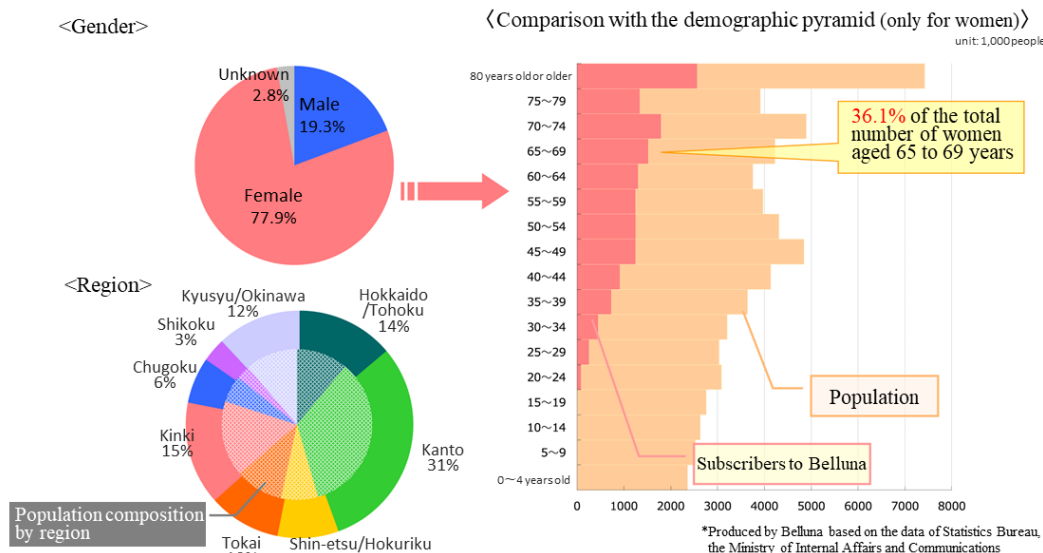 <Gender>
Unknown
2.8%
Male
19.3%
Female
77.9%
<Region>
Kyusyu/Okinawa
12%
Hokkaido
/Tohoku
14%
Shikoku
3%
Chugoku
6%
Kinki
15%
Kanto
31%
Population composition
by region
Tokai
Shin-etsu/Hokuriku
〈Comparison with the demographic pyramid (only for women)〉
unit: 1,000people
80 years old or older
75～79
70～74
65～69
60～64
55～59
50～54
45～49
40～44
35～39
30～34
25～29
20～24
15～19
10～14
5～9
0～4 years old
36.1% of the total
number of women
aged 65 to 69 years
Population
Subscribers to Belluna
0 1000 2000 3000 4000 5000 6000 7000 8000
*Produced by Belluna based on the data of Statistics Bureau,
the Ministry of Internal Affairs and Communications